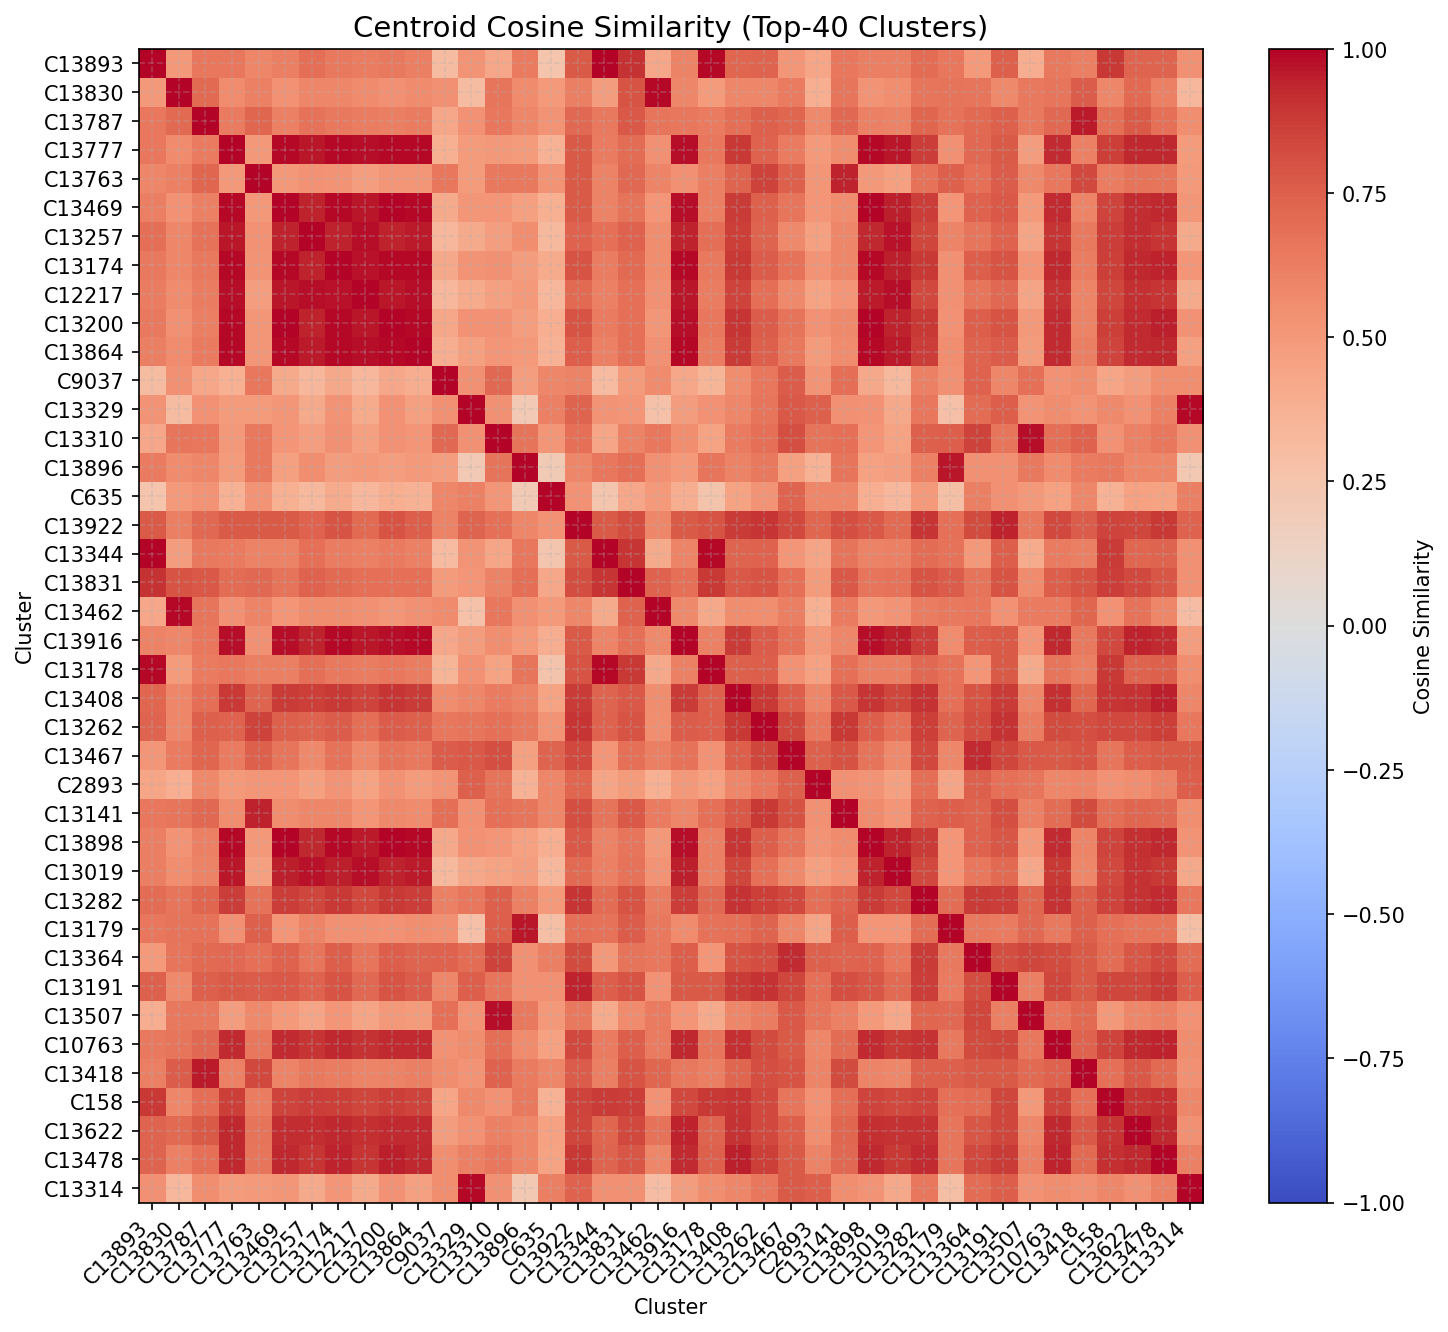 Centroid Cosine Similarity (Top-40 Clusters)
C13893
C13830
C13787
C13777
C13763
C13469
C13257
C13174
C12217
C13200
C13864
C9037
C13329
C13310
C13896
C635
C13922
C13344
C13831
C13462
C13916
C13178
C13408
C13262
C13467
C2893
C13141
C13898
C13019
C13282
C13179
C13364
C13191
C13507
C10763
C13418
C158
C13622
C13478
C13314
Cluster
C13893
C13830
C13787
C13777
C13763
C13469
C13257
C13174
C12217
C13200
C13864
C9037
C13329
C13310
C13896
C635
C13922
C13344
C13831
C13462
C13916
C13178
C13408
C13262
C13467
C2893
C13141
C13898
C13019
C13282
C13179
C13364
C13191
C13507
C10763
C13418
C158
C13622
C13478
C13314
Cluster
1.00
0.75
0.50
0.25
0.00
−0.25
−0.50
−0.75
−1.00
Cosine Similarity